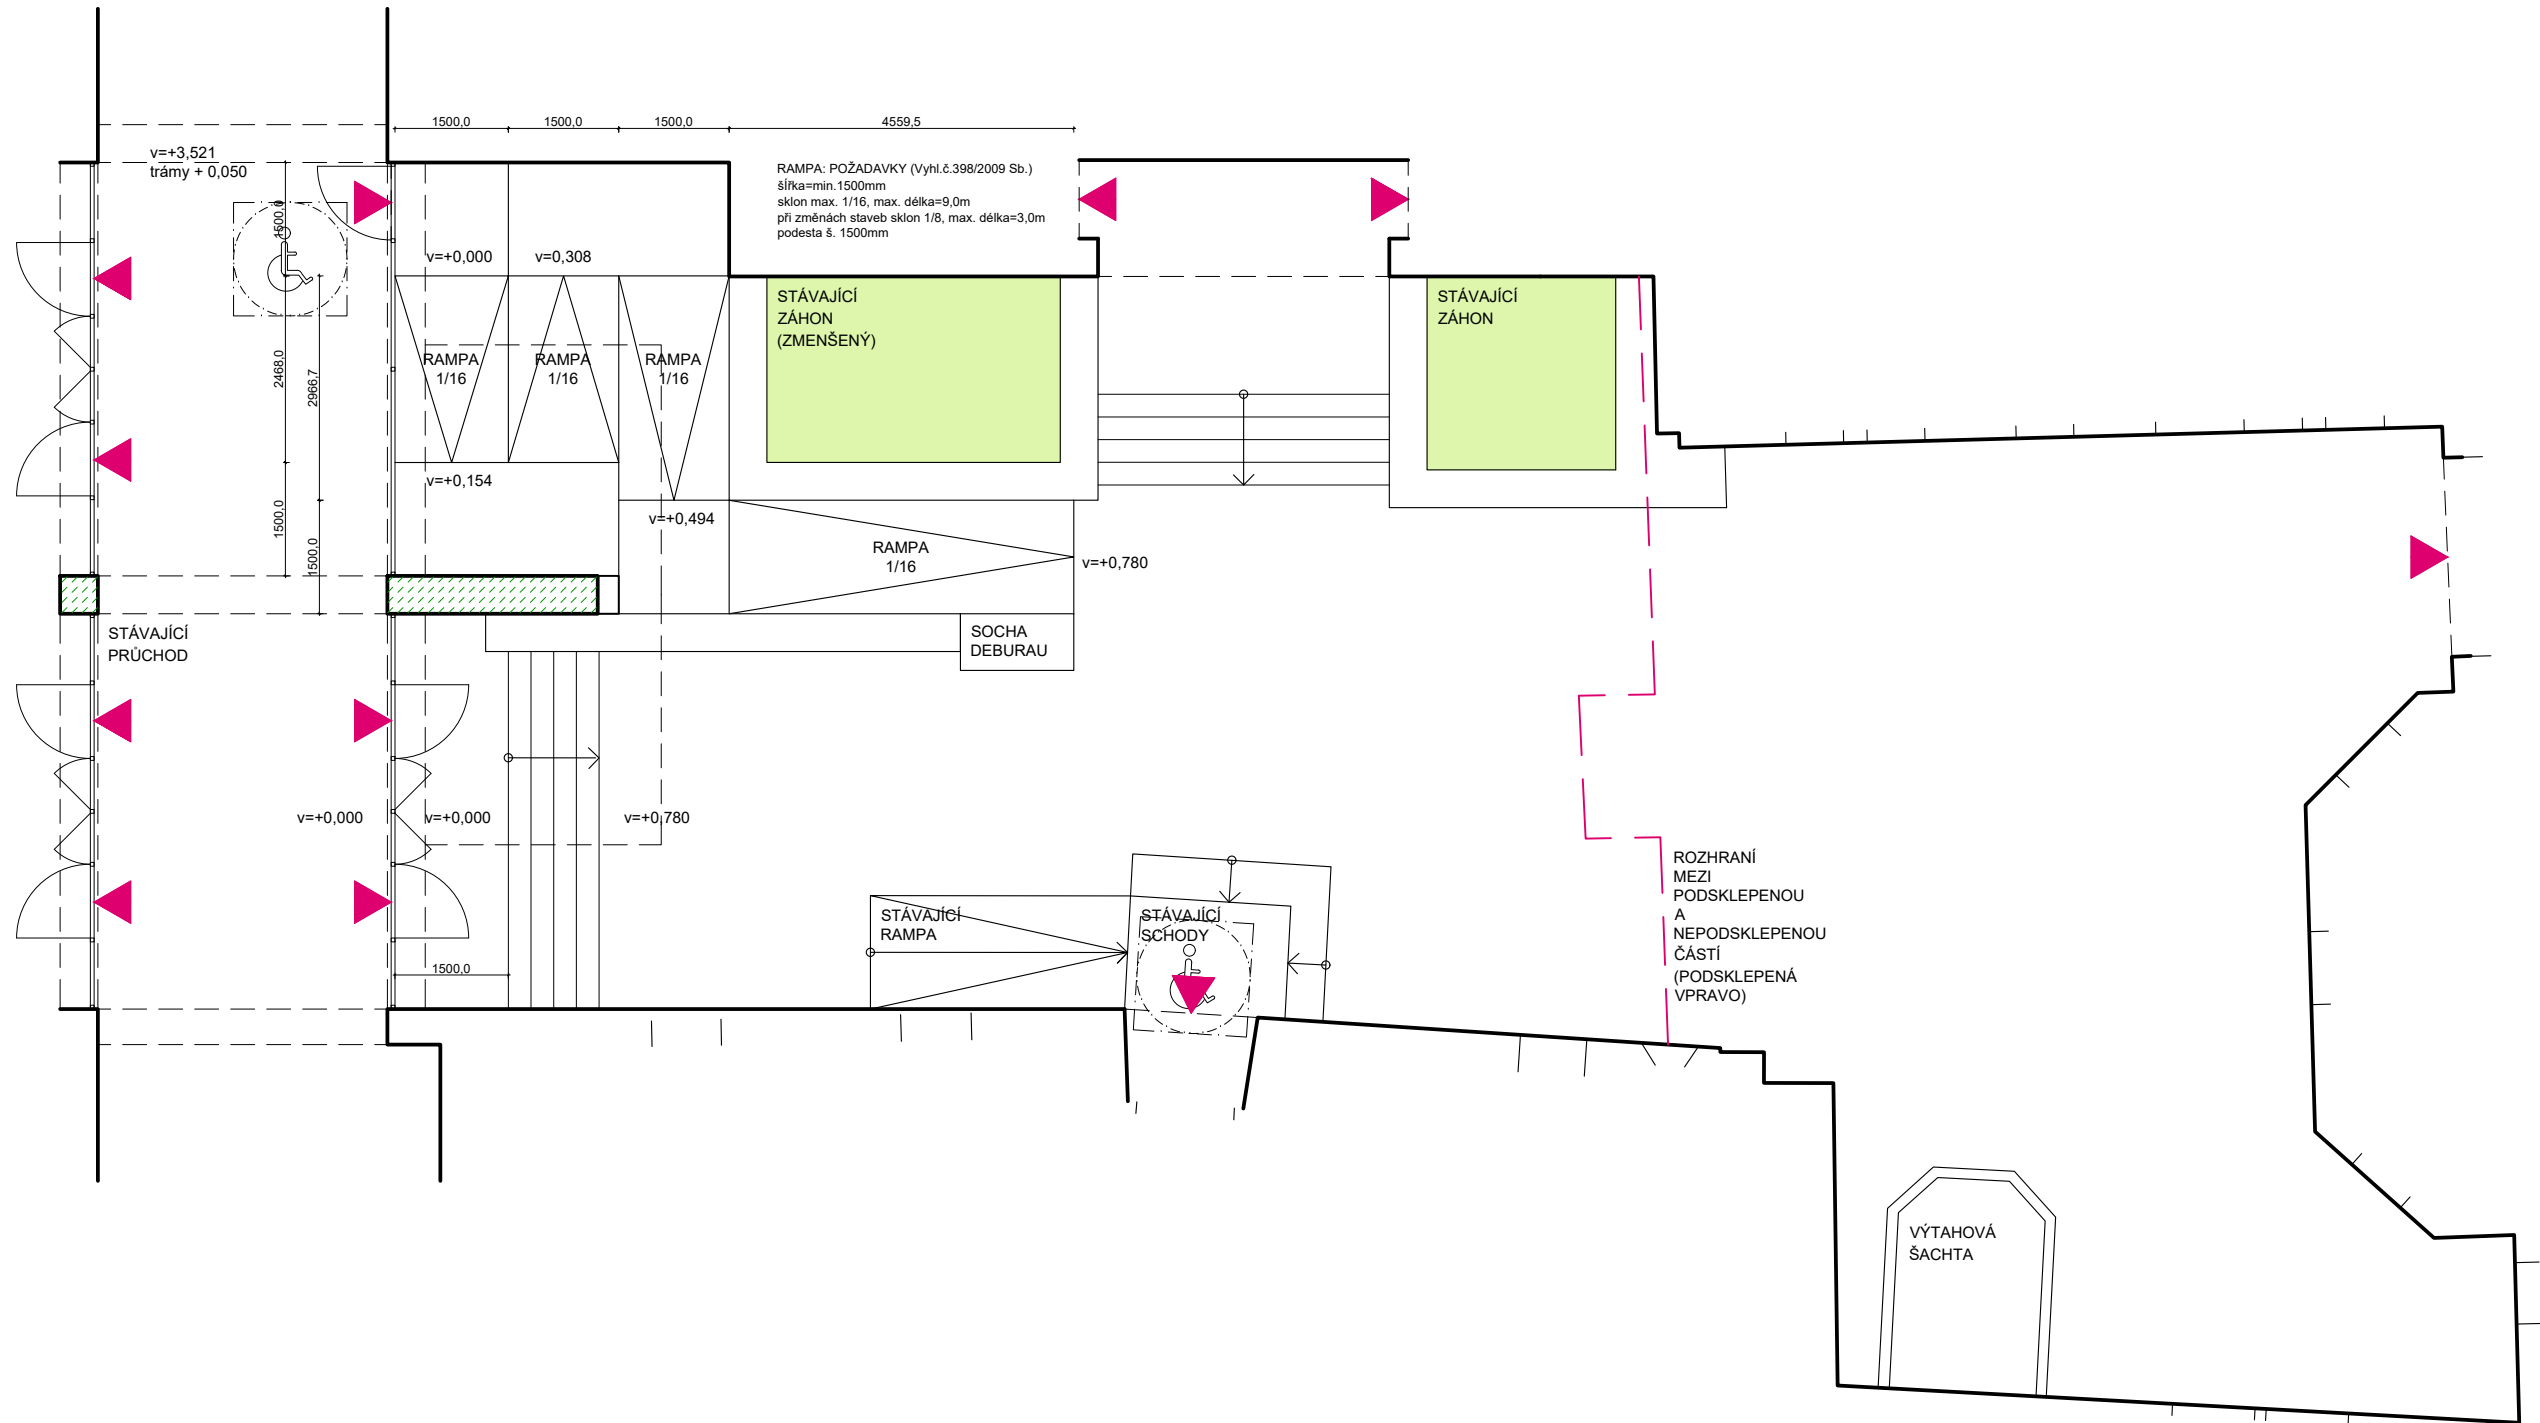 1500,0
1500,0
1500,0
4559,5
v=+3,521
trámy + 0,050
RAMPA: POŽADAVKY (Vyhl.č.398/2009 Sb.)
šířka=min.1500mm
sklon max. 1/16, max. délka=9,0m
při změnách staveb sklon 1/8, max. délka=3,0m
podesta š. 1500mm
1500,0
v=+0,000
v=0,308
STÁVAJÍCÍ
ZÁHON
(ZMENŠENÝ)
STÁVAJÍCÍ
ZÁHON
2468,0
2966,7
RAMPA
1/16
RAMPA
1/16
RAMPA
1/16
v=+0,154
1500,0
1500,0
v=+0,494
RAMPA
1/16
v=+0,780
STÁVAJÍCÍ
PRŮCHOD
SOCHA
DEBURAU
v=+0,000
v=+0,000
v=+0,780
ROZHRANÍ
MEZI
PODSKLEPENOU
A
NEPODSKLEPENOU
ČÁSTÍ
(PODSKLEPENÁ
VPRAVO)
STÁVAJÍCÍ
RAMPA
STÁVAJÍCÍ
SCHODY
1500,0
VÝTAHOVÁ
ŠACHTA